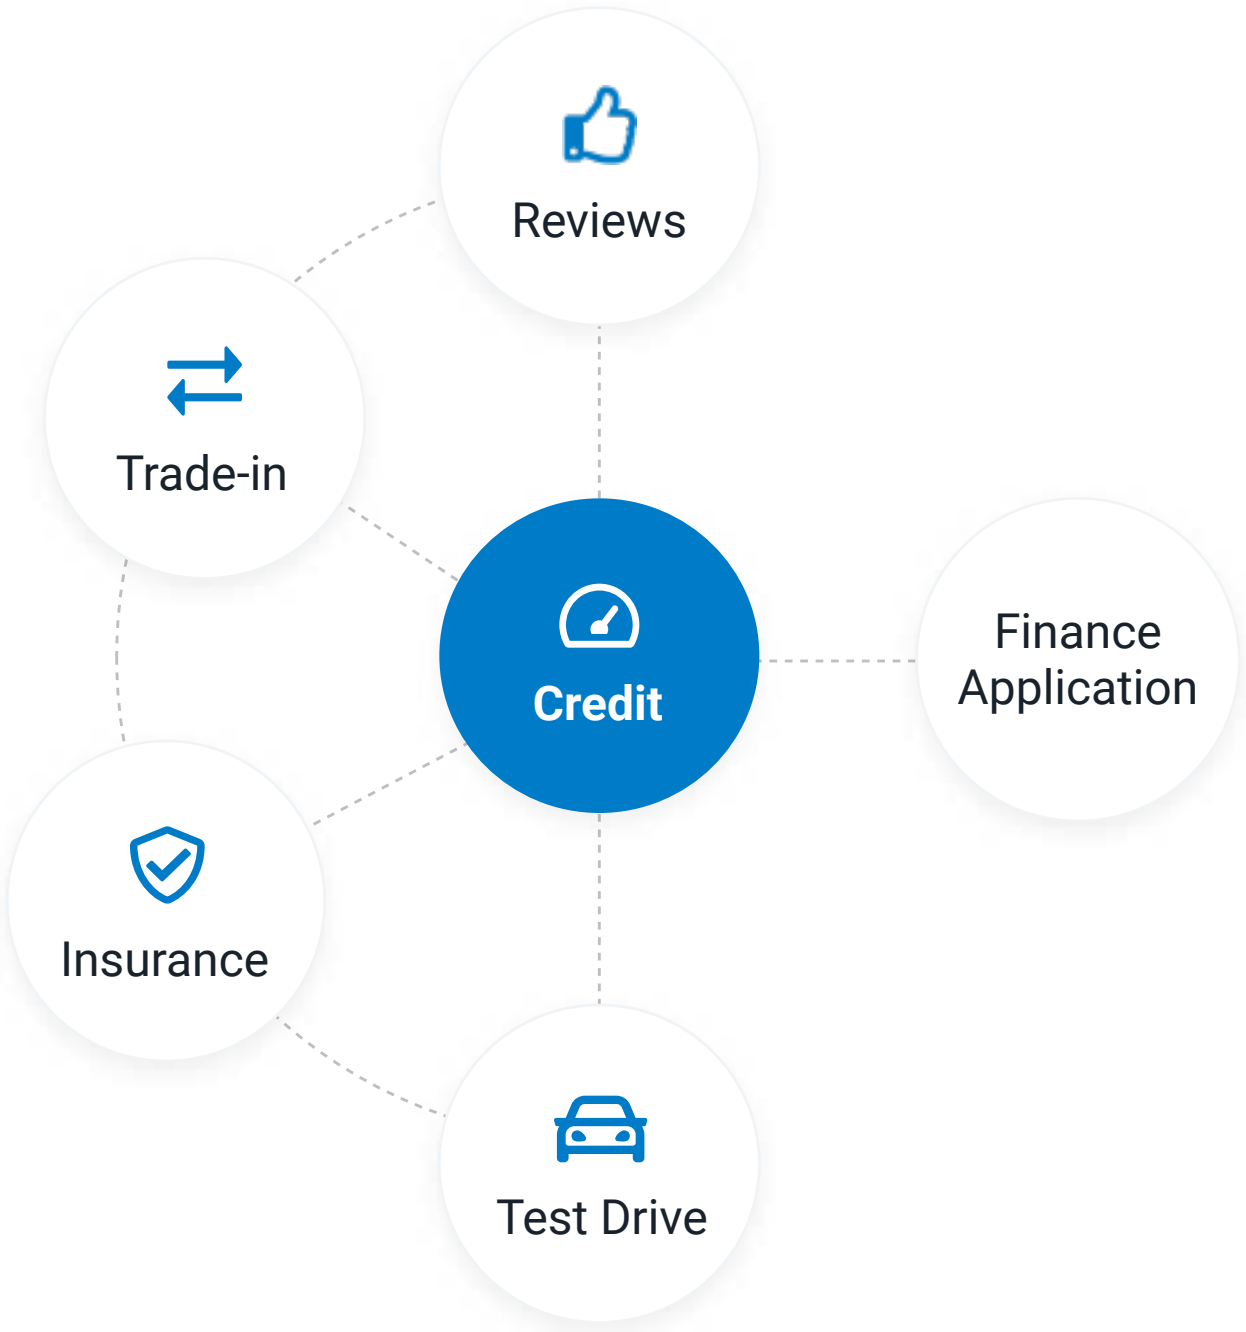 Reviews
Trade-in
Credit
Finance
Application
Insurance
Test Drive